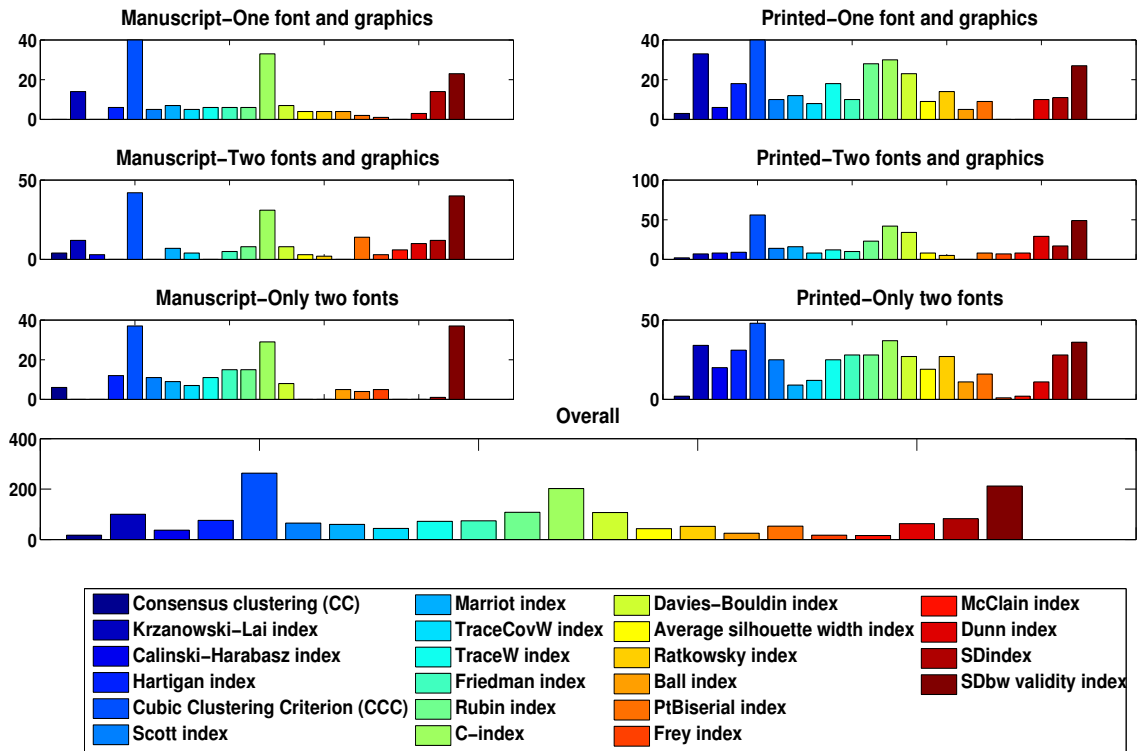 Manuscript−One font and graphics
40
20
0
Printed−One font and graphics
40
20
0
Manuscript−Two fonts and graphics
50
0
Printed−Two fonts and graphics
100
50
0
Manuscript−Only two fonts
40
20
0
Printed−Only two fonts
50
0
Overall
400
200
0
Consensus clustering (CC)
Krzanowski−Lai index
Calinski−Harabasz index
Hartigan index
Cubic Clustering Criterion (CCC)
Scott index
Marriot index
TraceCovW index
TraceW index
Friedman index
Rubin index
C−index
Davies−Bouldin index
Average silhouette width index
Ratkowsky index
Ball index
PtBiserial index
Frey index
McClain index
Dunn index
SDindex
SDbw validity index